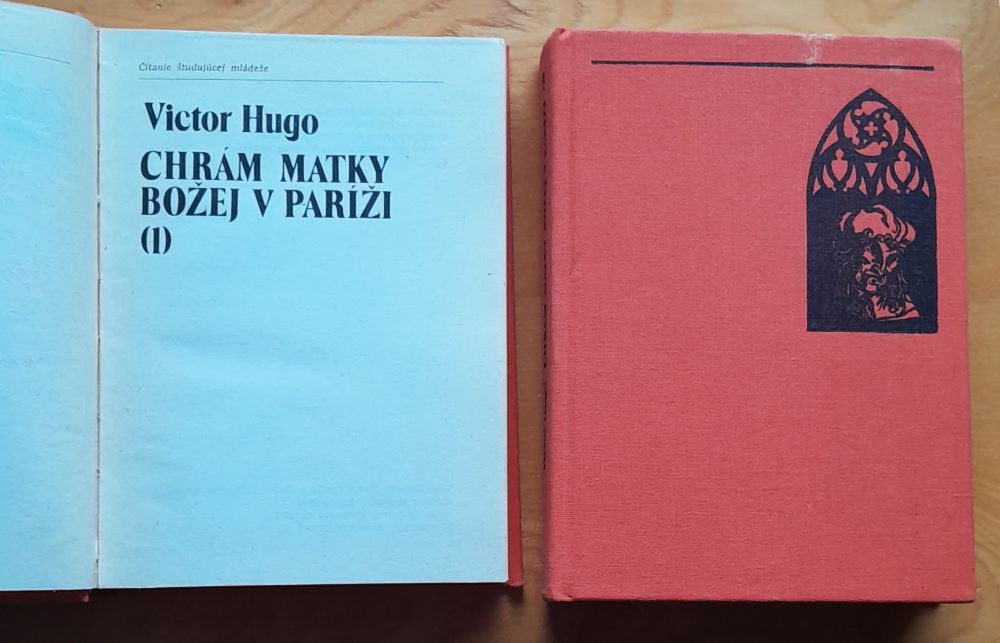 Čítanie študujúcej mládeže
Victor Hugo
CHRÁM MATKY
BOŽEJ V PARÍŽI
(1)